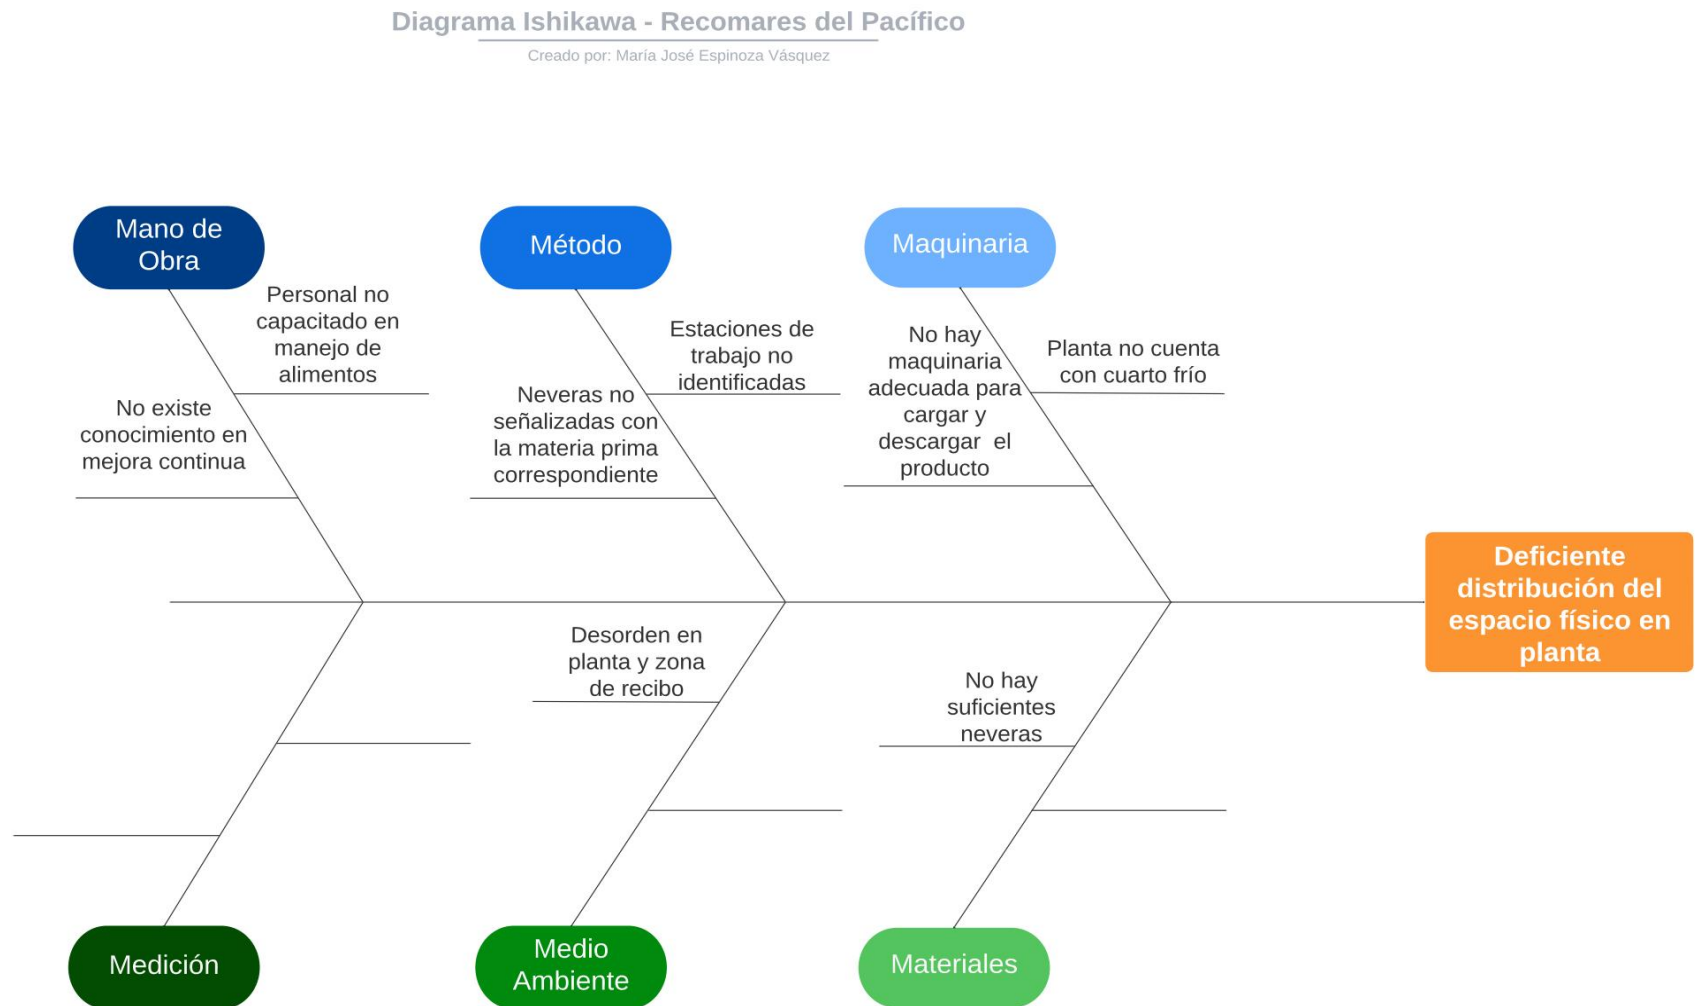 Diagrama Ishikawa - Recomares del Pacífico
Creado por: María José Espinoza Vásquez
Mano de
Obra
Método
Maquinaria
Personal no
capacitado en
manejo de
alimentos
No existe
conocimiento en
mejora continua
Estaciones de
trabajo no
identificadas
Neveras no
señalizadas con
la materia prima
correspondiente
No hay
maquinaria
adecuada para
cargar y
descargar  el
producto
Planta no cuenta
con cuarto frío
Deficiente
distribución del
espacio físico en
planta
Desorden en
planta y zona
de recibo
No hay
suficientes
neveras
Medición
Medio
Ambiente
Materiales